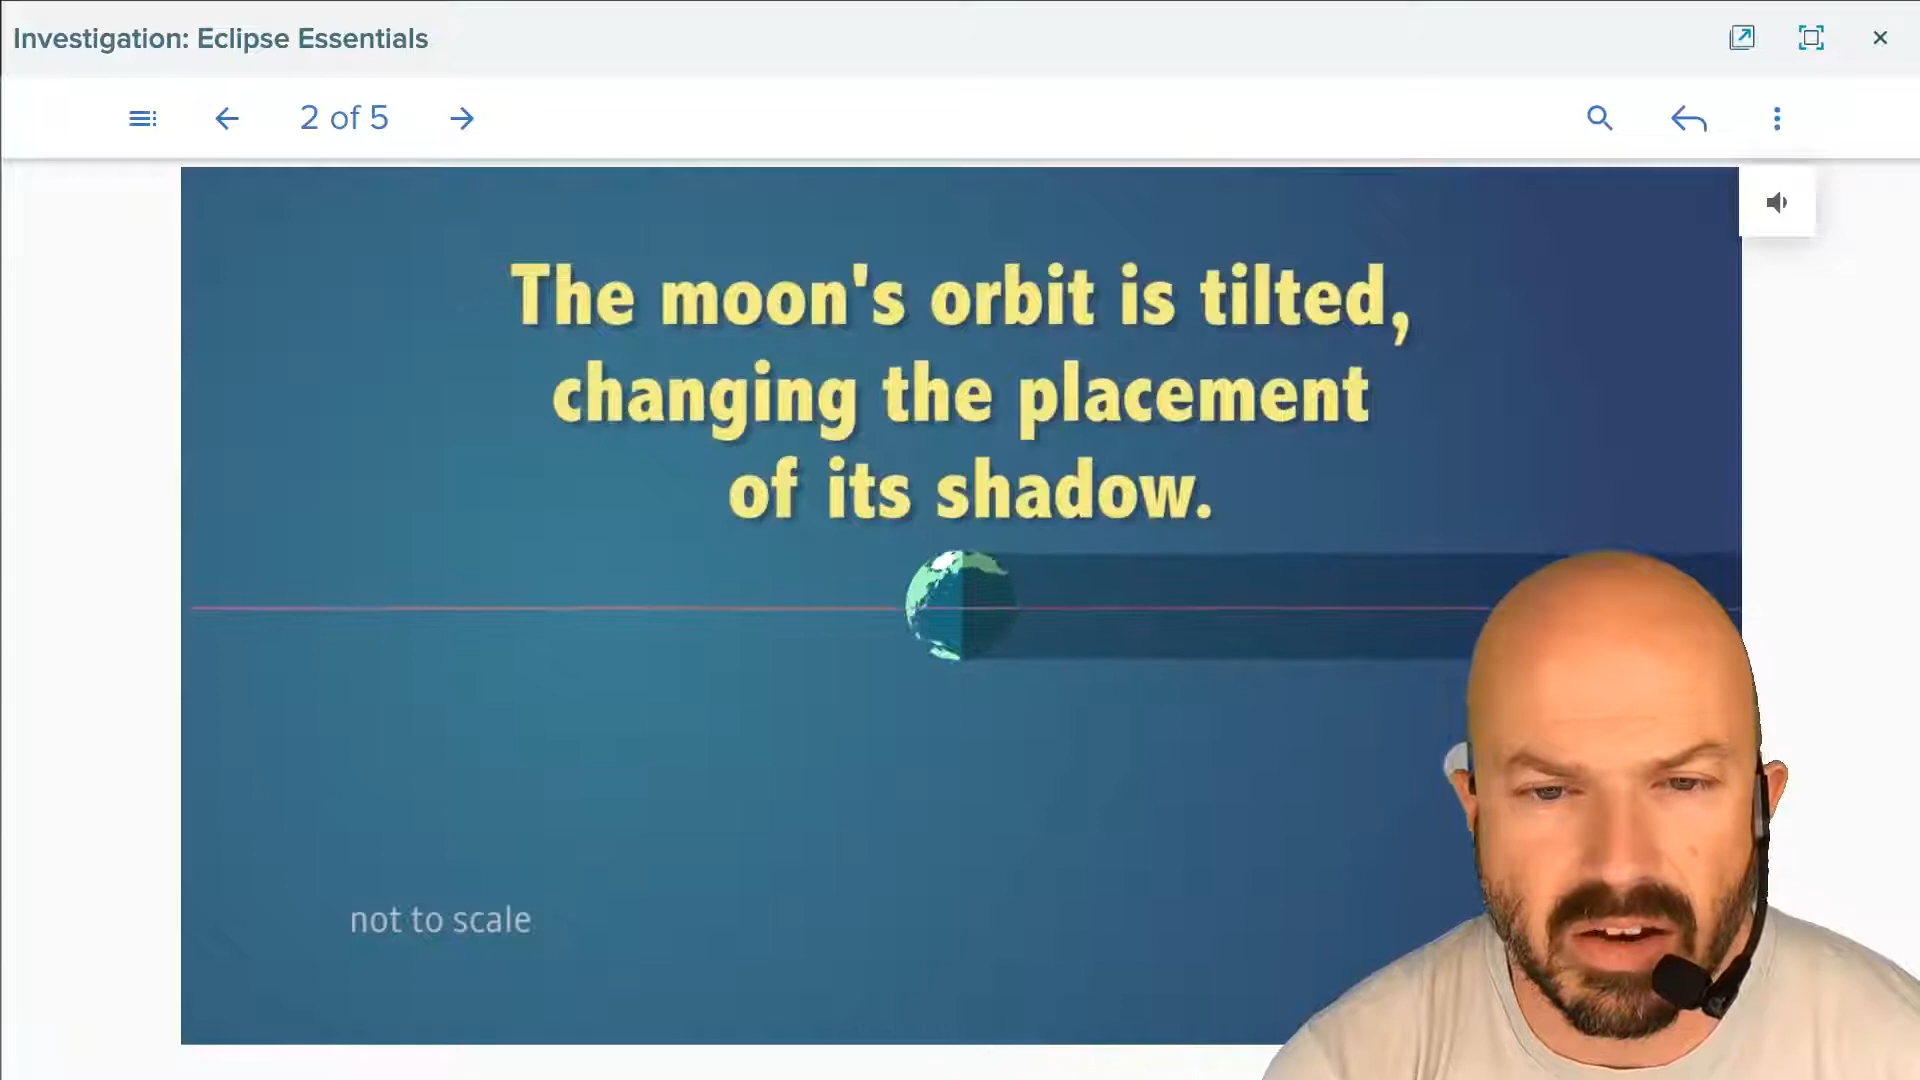 Investigation: Eclipse Essentials
2 of 5
The moon's orbit is tilted,
changing the placement
of its shadow.
not to scale